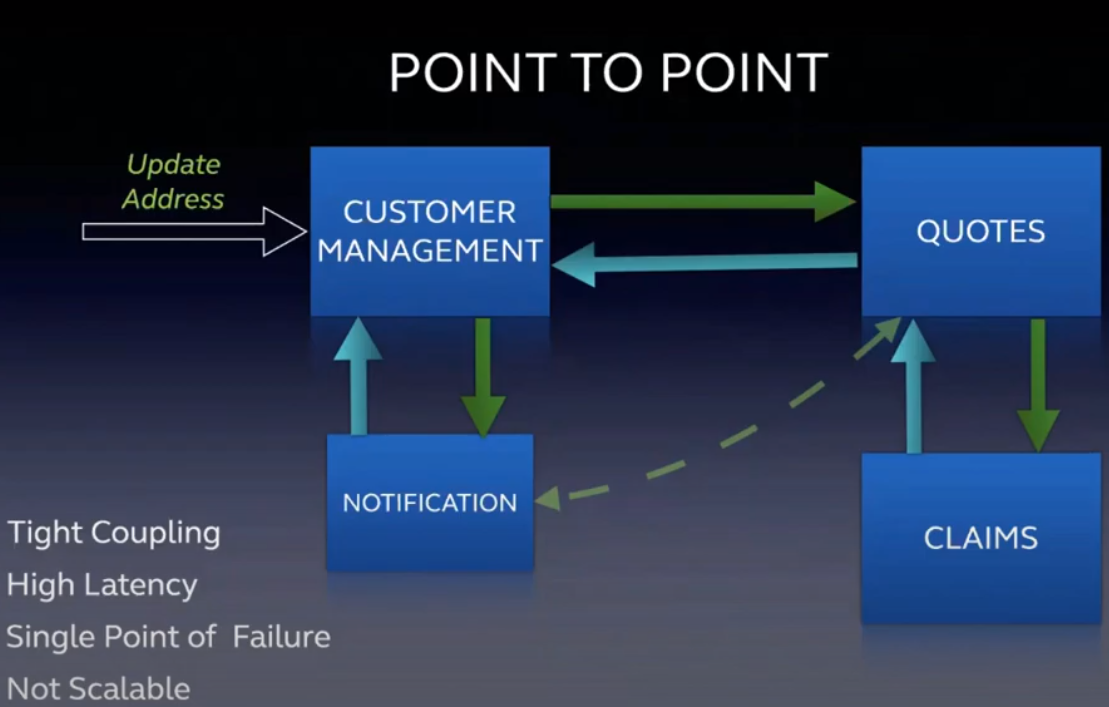 POINT TO POINT
Update
Address
CUSTOMER
MANAGEMENT
QUOTES
NOTIFICATION
CLAIMS
Tight Coupling
High Latency
Single Point of Failure
Not Scalable